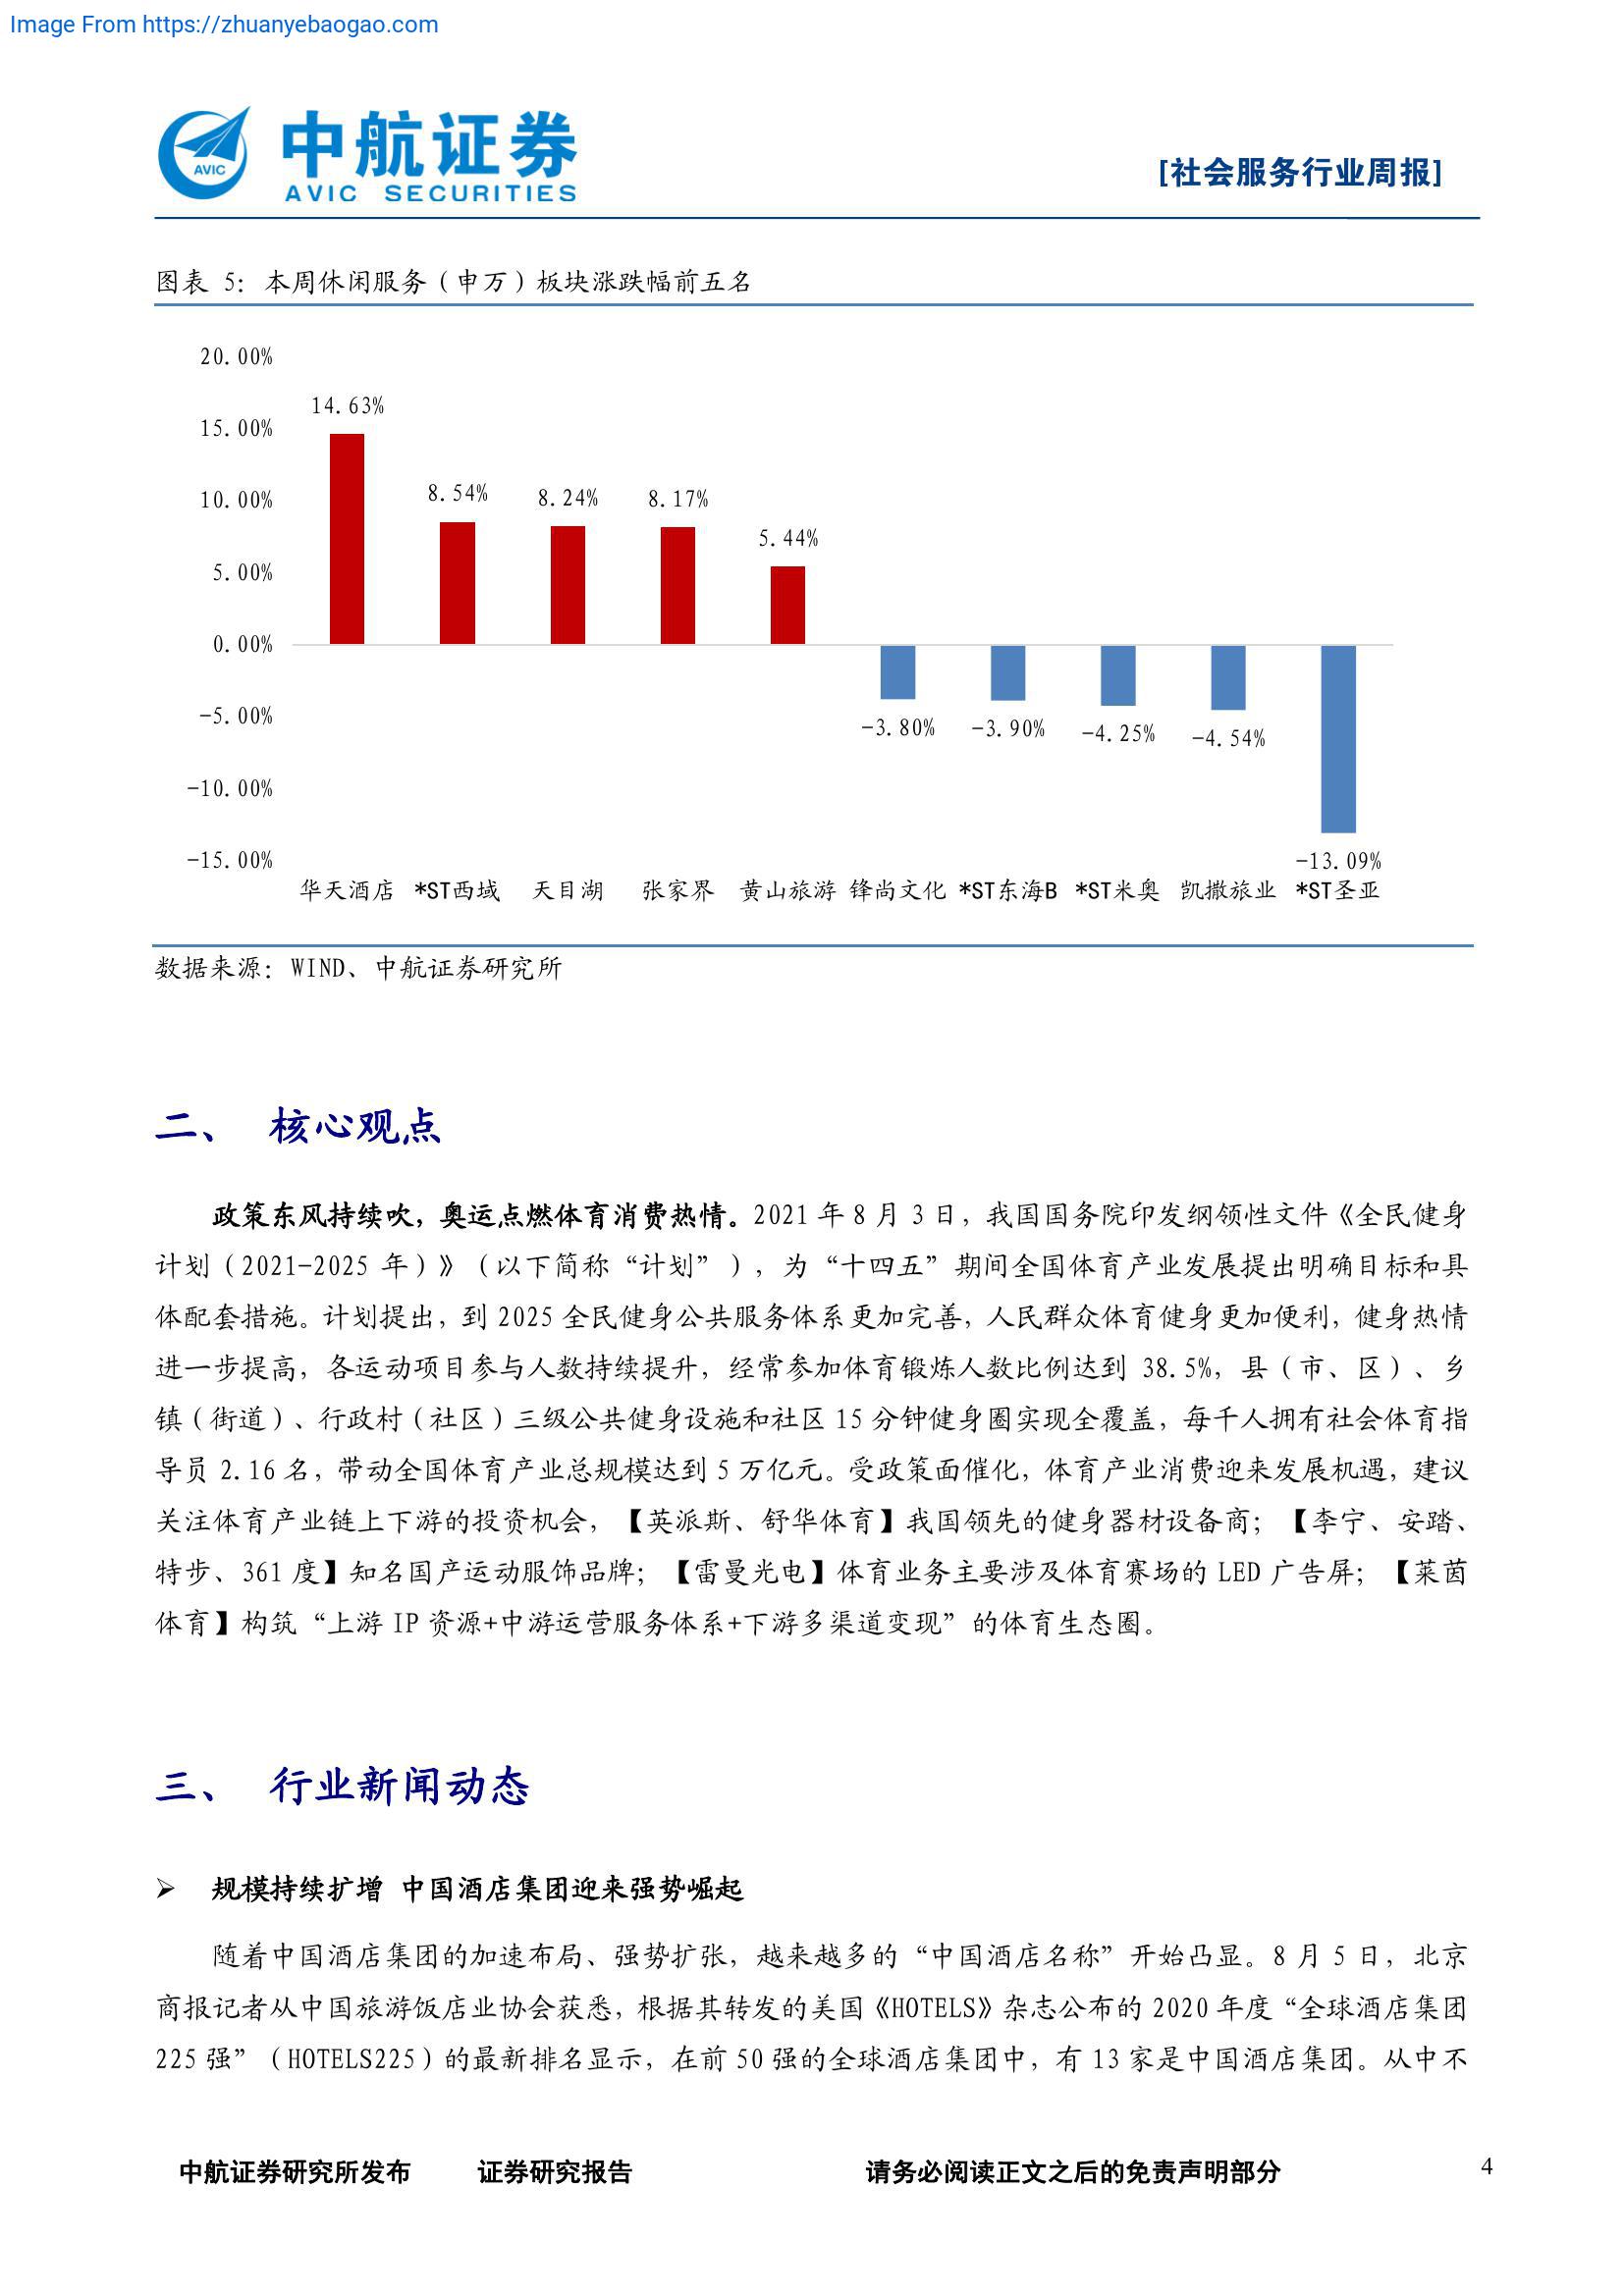 Image From https://zhuanyebaogao.com
AVIC
中航证券
AVIC SECURITIES
[社会服务行业周报]
图表 5：本周休闲服务（申万）板块涨跌幅前五名
20.00%
15.00%
10.00%
5.00%
0.00%
-5.00%
-10.00%
-15.00%
14.63%
8.54%
8.24%
8.17%
5.44%
-3.80%
-3.90%
-4.25%
-4.54%
-13.09%
华天酒店 *ST西域 天目湖 张家界 黄山旅游 锋尚文化 *ST东海B *ST米奥 凯撒旅业 *ST圣亚
数据来源：WIND、中航证券研究所
二、 核心观点
政策东风持续吹，奥运点燃体育消费热情。2021 年 8 月 3 日，我国国务院印发纲领性文件《全民健身
计划（2021-2025 年）》（以下简称“计划”），为“十四五”期间全国体育产业发展提出明确目标和具
体配套措施。计划提出，到 2025 全民健身公共服务体系更加完善，人民群众体育健身更加便利，健身热情
进一步提高，各运动项目参与人数持续提升，经常参加体育锻炼人数比例达到 38.5%，县（市、区）、乡
镇（街道）、行政村（社区）三级公共健身设施和社区 15 分钟健身圈实现全覆盖，每千人拥有社会体育指
导员 2.16 名，带动全国体育产业总规模达到 5 万亿元。受政策面催化，体育产业消费迎来发展机遇，建议
关注体育产业链上下游的投资机会，【英派斯、舒华体育】我国领先的健身器材设备商；【李宁、安踏、
特步、361 度】知名国产运动服饰品牌；【雷曼光电】体育业务主要涉及体育赛场的 LED 广告屏；【莱茵
体育】构筑“上游 IP 资源+中游运营服务体系+下游多渠道变现”的体育生态圈。
三、 行业新闻动态
➢ 规模持续扩增 中国酒店集团迎来强势崛起
随着中国酒店集团的加速布局、强势扩张，越来越多的“中国酒店名称”开始凸显。8 月 5 日，北京
商报记者从中国旅游饭店业协会获悉，根据其转发的美国《HOTELS》杂志公布的 2020 年度“全球酒店集团
225 强”（HOTELS225）的最新排名显示，在前 50 强的全球酒店集团中，有 13 家是中国酒店集团。从中不
中航证券研究所发布 证券研究报告 请务必阅读正文之后的免责声明部分 4